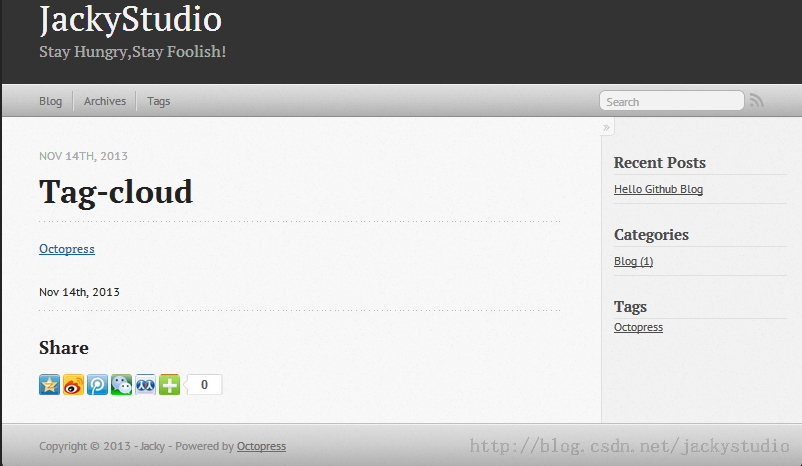 JackyStudio
Stay Hungry,Stay Foolish!
Blog
Archives
Tags
Search
NOV 14TH, 2013
Tag-cloud
Octopress
Nov 14th, 2013
Share
0
»
Recent Posts
Hello Github Blog
Categories
Blog (1)
Tags
Octopress
Copyright © 2013 - Jacky - Powered by Octopress
http://blog.csdn.net/jackystudio